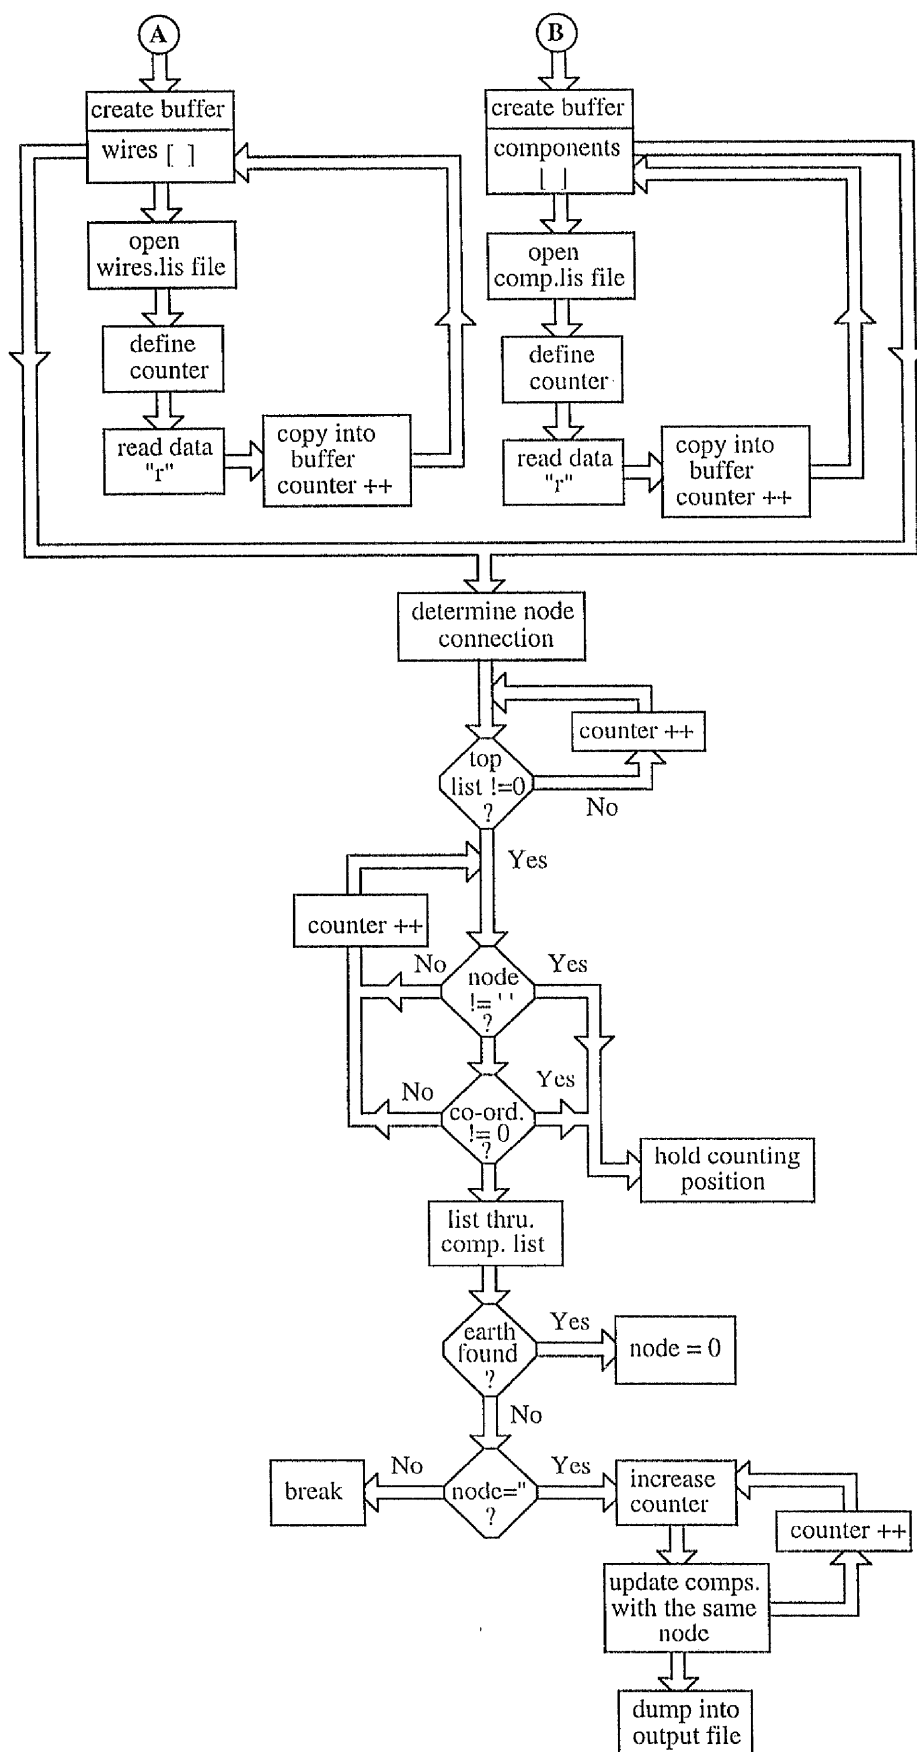 A
create buffer
wires [ ]
open
wires.lis file
define
counter
read data
"r"
copy into
buffer
counter ++
B
create buffer
components
[ ]
open
comp.lis file
define
counter
read data
"r"
copy into
buffer
counter ++
determine node
connection
counter ++
top
list !=0
?
No
Yes
counter ++
No
node
!= ' '
?
Yes
No
co-ord.
!= 0
?
Yes
hold counting
position
list thru.
comp. list
earth
found
?
Yes
node = 0
No
No
node=''
?
Yes
break
increase
counter
counter ++
update comps.
with the same
node
dump into
output file